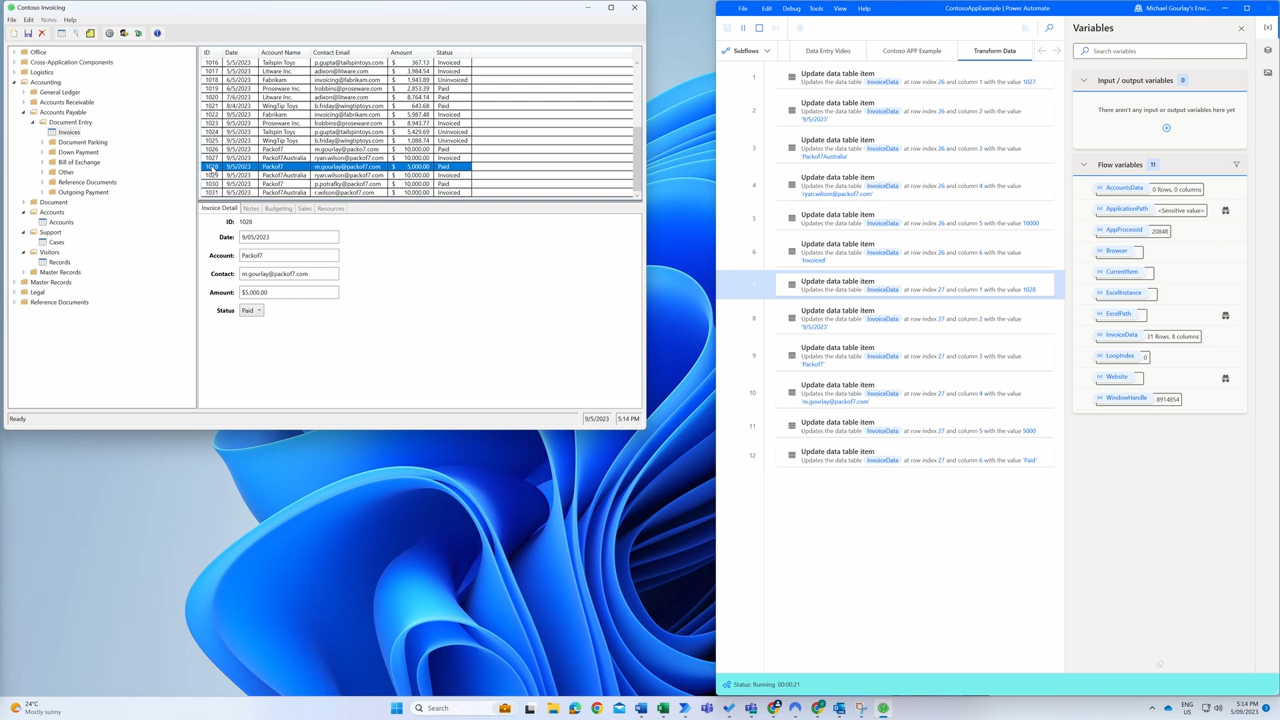 Contoso Invoicing
File Edit Notes Help
Office
Cross-Application Components
Logistics
Accounting
General Ledger
Accounts Receivable
Accounts Payable
Document Entry
Invoices
Document Parking
Down Payment
Bill of Exchange
Other
Reference Documents
Outgoing Payment
Document
Accounts
Accounts
Support
Cases
Visitors
Records
Master Records
Master Records
Legal
Reference Documents
ID Date Account Name Contact Email Amount Status
1016 5/5/2023 Tailspin Toys p.gupta@tailspintoys.com $ 367.13 Invoiced
1017 5/5/2023 Litware Inc. adixon@litware.com $ 3,984.54 Invoiced
1018 6/5/2023 Fabrikam invoicing@fabrikam.com $ 1,943.89 Uninvoiced
1019 5/6/2023 Proseware Inc. lrobbins@proseware.com $ 2,853.39 Paid
1020 7/6/2023 Litware Inc. adixon@litware.com $ 8,764.14 Paid
1021 8/4/2023 WingTip Toys b.friday@wingtiptoys.com $ 643.68 Paid
1022 9/5/2023 Fabrikam invoicing@fabrikam.com $ 5,987.48 Invoiced
1023 9/5/2023 Proseware Inc. lrobbins@proseware.com $ 8,943.77 Invoiced
1024 9/5/2023 Tailspin Toys p.gupta@tailspintoys.com $ 5,429.69 Uninvoiced
1025 9/5/2023 WingTip Toys b.friday@wingtiptoys.com $ 1,088.74 Uninvoiced
1026 9/5/2023 Packof7 m.gourlay@packof7.com $ 10,000.00 Paid
1027 9/5/2023 Packof7Australia ryan.wilson@packof7.com $ 10,000.00 Invoiced
1028 9/5/2023 Packof7 m.gourlay@packof7.com $ 5,000.00 Paid
1029 9/5/2023 Packof7Australia ryan.wilson@packof7.com $ 10,000.00 Invoiced
1030 9/5/2023 Packof7 p.potrafky@packof7.com $ 10,000.00 Paid
1031 9/5/2023 Packof7Australia r.wilson@packof7.com $ 10,000.00 Invoiced
Invoice Detail Notes Budgeting Sales Resources
ID: 1028
Date: 9/05/2023
Account: Packof7
Contact: m.gourlay@packof7.com
Amount: $5,000.00
Status Paid
Ready 9/5/2023 5:14 PM
File Edit Debug Tools View Help ContosoAppExample | Power Automate Michael Gourlay's Envi...
Subflows Data Entry Video Contoso APP Example Transform Data
1 Update data table item
Updates the data table InvoiceData at row index 26 and column 1 with the value 1027
2 Update data table item
Updates the data table InvoiceData at row index 26 and column 2 with the value
'9/5/2023'
3 Update data table item
Updates the data table InvoiceData at row index 26 and column 3 with the value
'Packof7Australia'
4 Update data table item
Updates the data table InvoiceData at row index 26 and column 4 with the value
'ryan.wilson@packof7.com'
5 Update data table item
Updates the data table InvoiceData at row index 26 and column 5 with the value 10000
6 Update data table item
Updates the data table InvoiceData at row index 26 and column 6 with the value
'Invoiced'
Update data table item
Updates the data table InvoiceData at row index 27 and column 1 with the value 1028
8 Update data table item
Updates the data table InvoiceData at row index 27 and column 2 with the value
'9/5/2023'
9 Update data table item
Updates the data table InvoiceData at row index 27 and column 3 with the value
'Packof7'
10 Update data table item
Updates the data table InvoiceData at row index 27 and column 4 with the value
'm.gourlay@packof7.com'
11 Update data table item
Updates the data table InvoiceData at row index 27 and column 5 with the value 5000
12 Update data table item
Updates the data table InvoiceData at row index 27 and column 6 with the value 'Paid'
Status: Running 00:00:21
Variables
Search variables
Input / output variables 0
There aren't any input or output variables here yet
Flow variables 11
AccountsData 0 Rows, 0 columns
ApplicationPath <Sensitive value>
AppProcessId 20848
Browser
CurrentItem
ExcelInstance
ExcelPath
InvoiceData 31 Rows, 8 columns
LoopIndex 0
Website
WindowHandle 8914854
24°C
Mostly sunny
Search
ENG
US
5:14 PM
5/09/2023